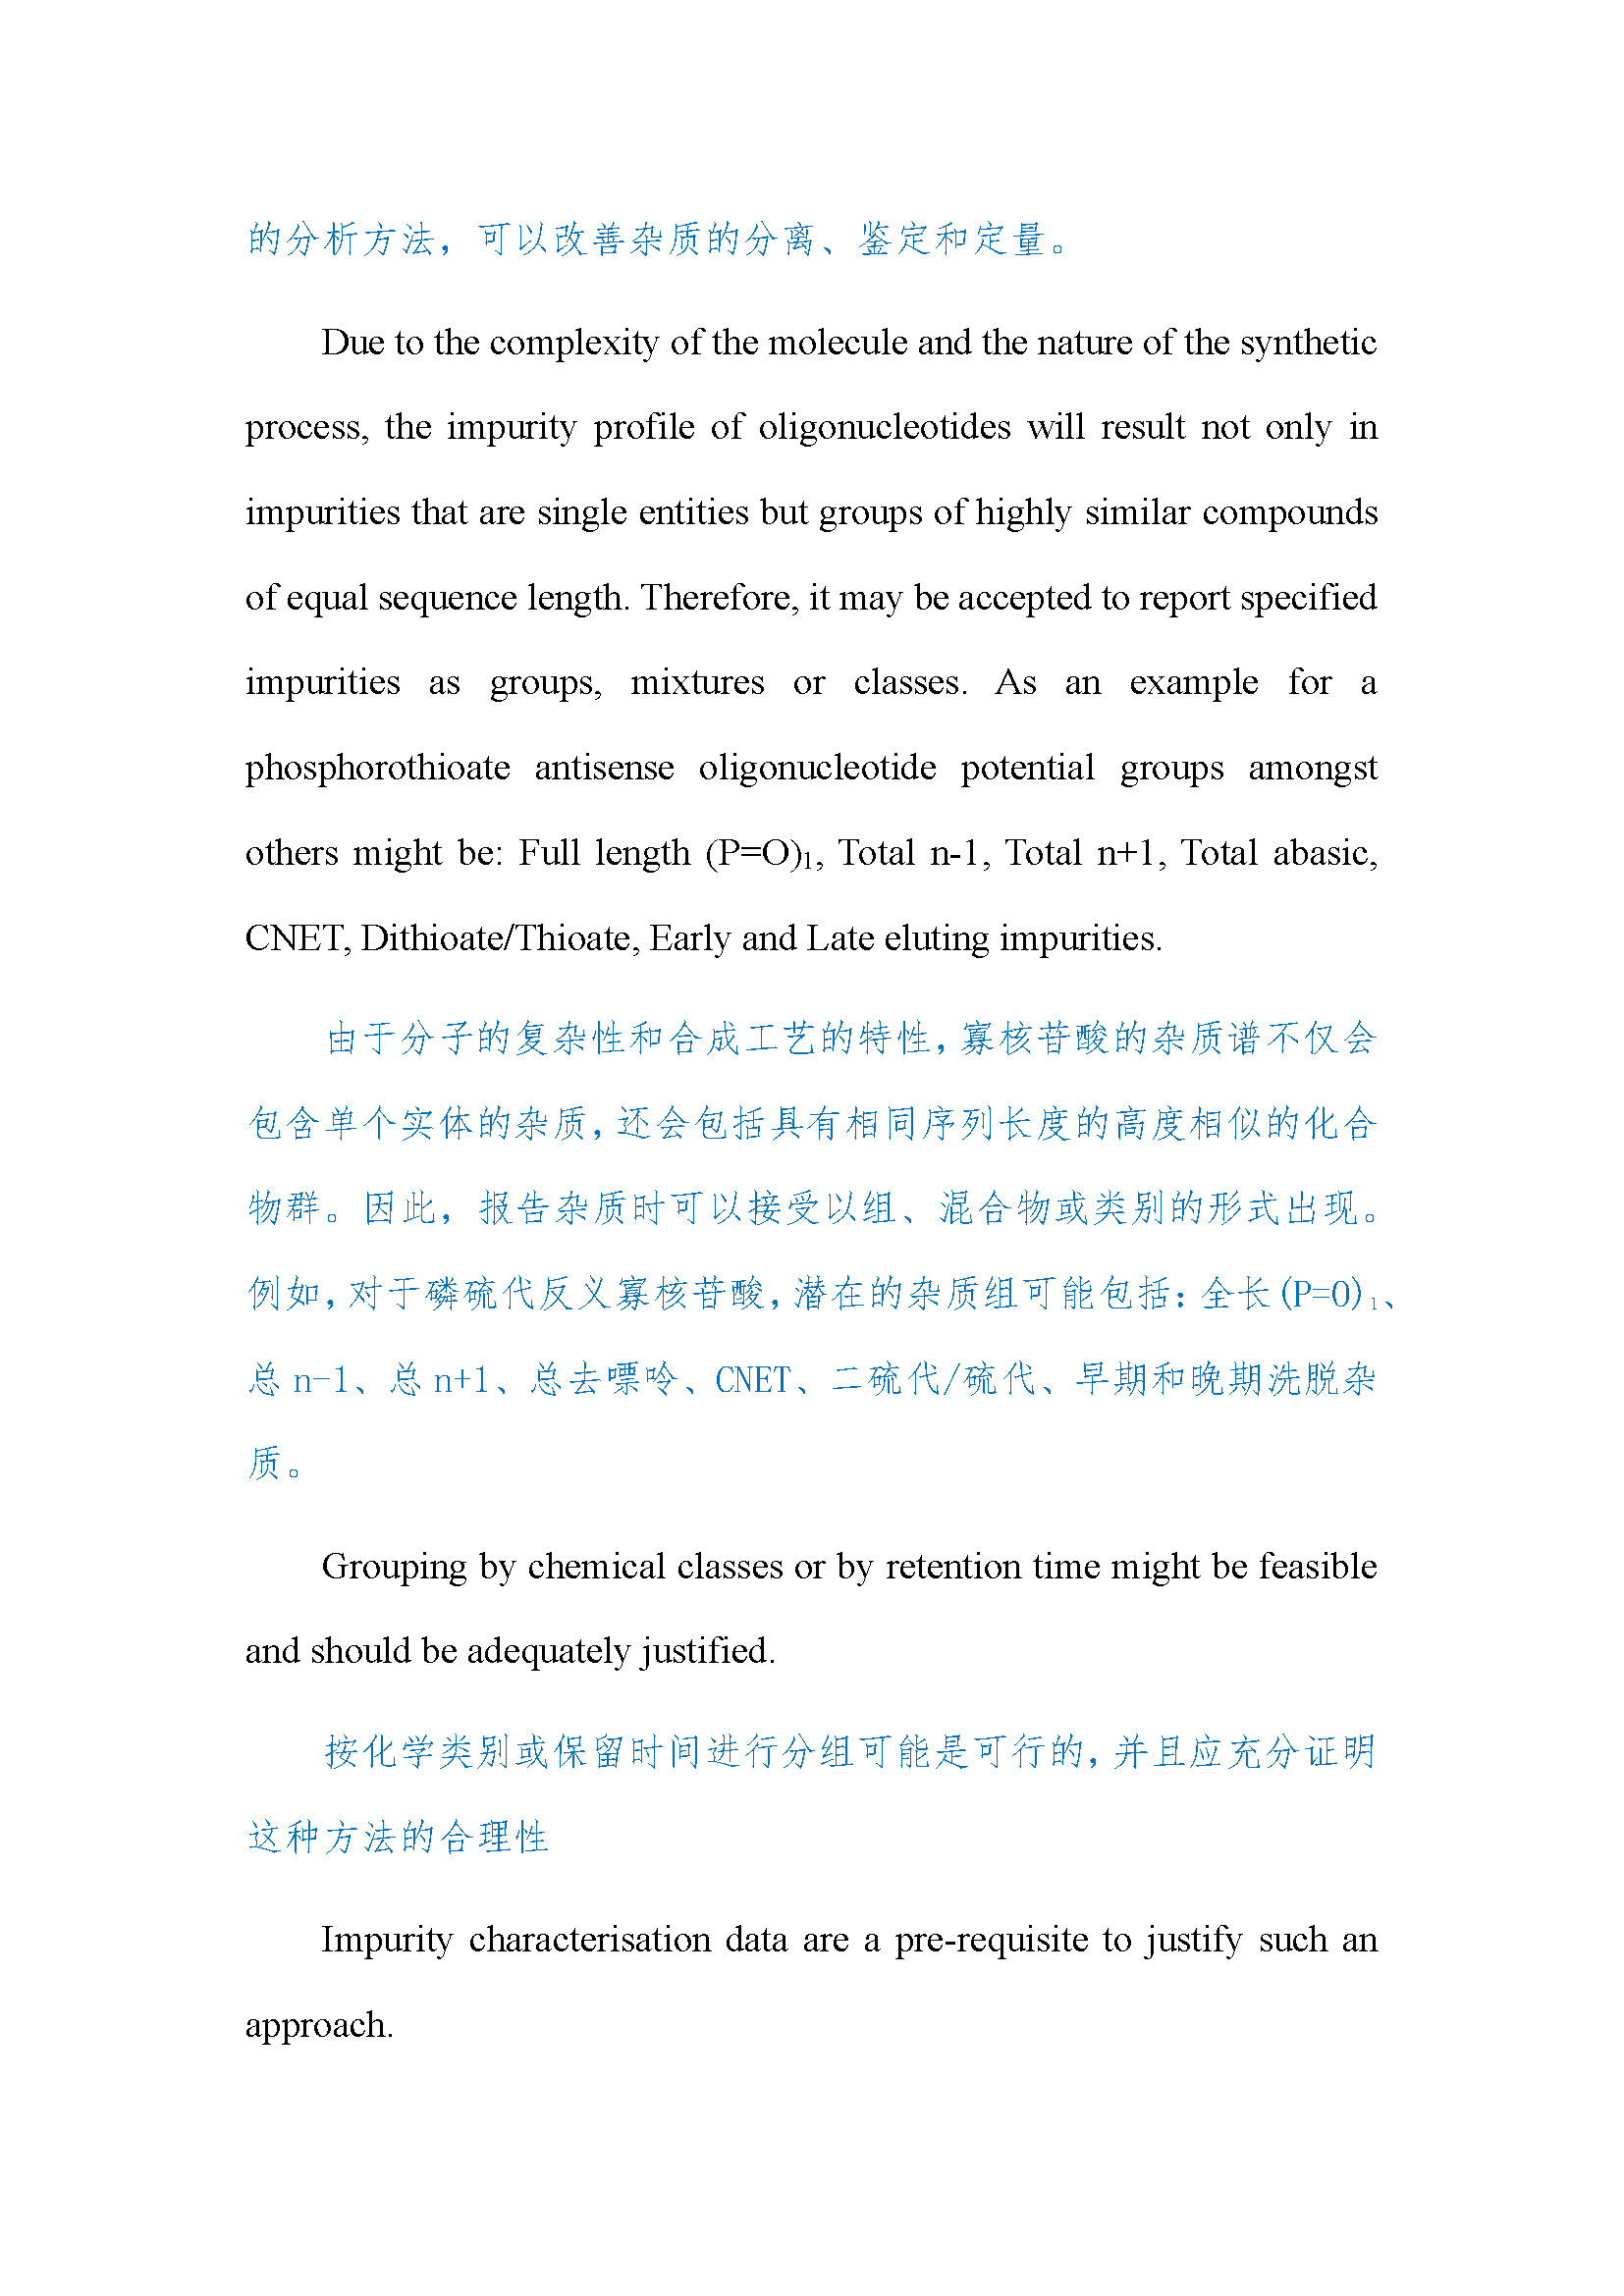 的分析方法，可以改善杂质的分离、鉴定和定量。
Due to the complexity of the molecule and the nature of the synthetic
process, the impurity profile of oligonucleotides will result not only in
impurities that are single entities but groups of highly similar compounds
of equal sequence length. Therefore, it may be accepted to report specified
impurities as groups, mixtures or classes. As an example for a
phosphorothioate antisense oligonucleotide potential groups amongst
others might be: Full length (P=O)₁, Total n-1, Total n+1, Total abasic,
CNET, Dithioate/Thioate, Early and Late eluting impurities.
由于分子的复杂性和合成工艺的特性，寡核苷酸的杂质谱不仅会
包含单个实体的杂质，还会包括具有相同序列长度的高度相似的化合
物群。因此，报告杂质时可以接受以组、混合物或类别的形式出现。
例如，对于磷硫代反义寡核苷酸，潜在的杂质组可能包括：全长(P=O)₁、
总 n-1、总 n+1、总去嘌呤、CNET、二硫代/硫代、早期和晚期洗脱杂
质。
Grouping by chemical classes or by retention time might be feasible
and should be adequately justified.
按化学类别或保留时间进行分组可能是可行的，并且应充分证明
这种方法的合理性
Impurity characterisation data are a pre-requisite to justify such an
approach.